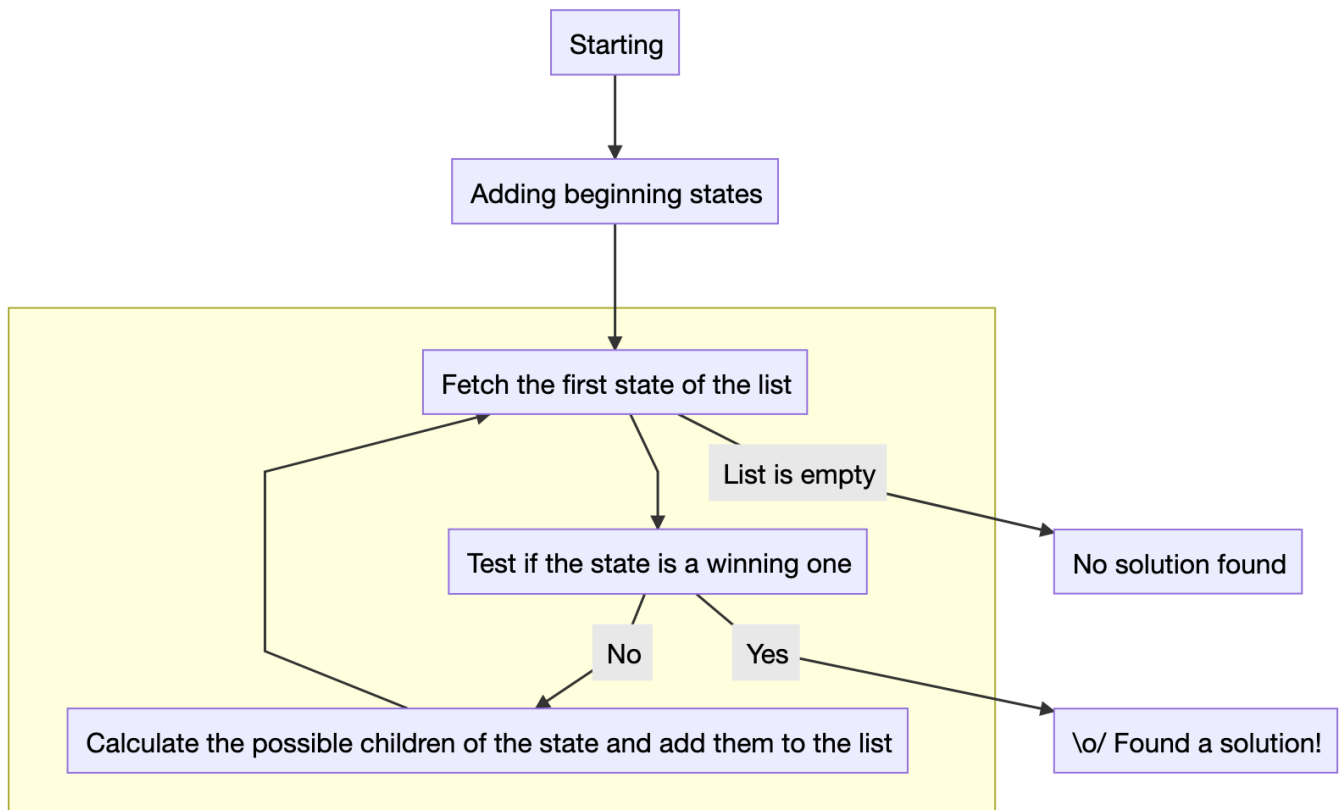 Starting
Adding beginning states
Fetch the first state of the list
List is empty
Test if the state is a winning one
No solution found
No
Yes
Calculate the possible children of the state and add them to the list
\o/ Found a solution!